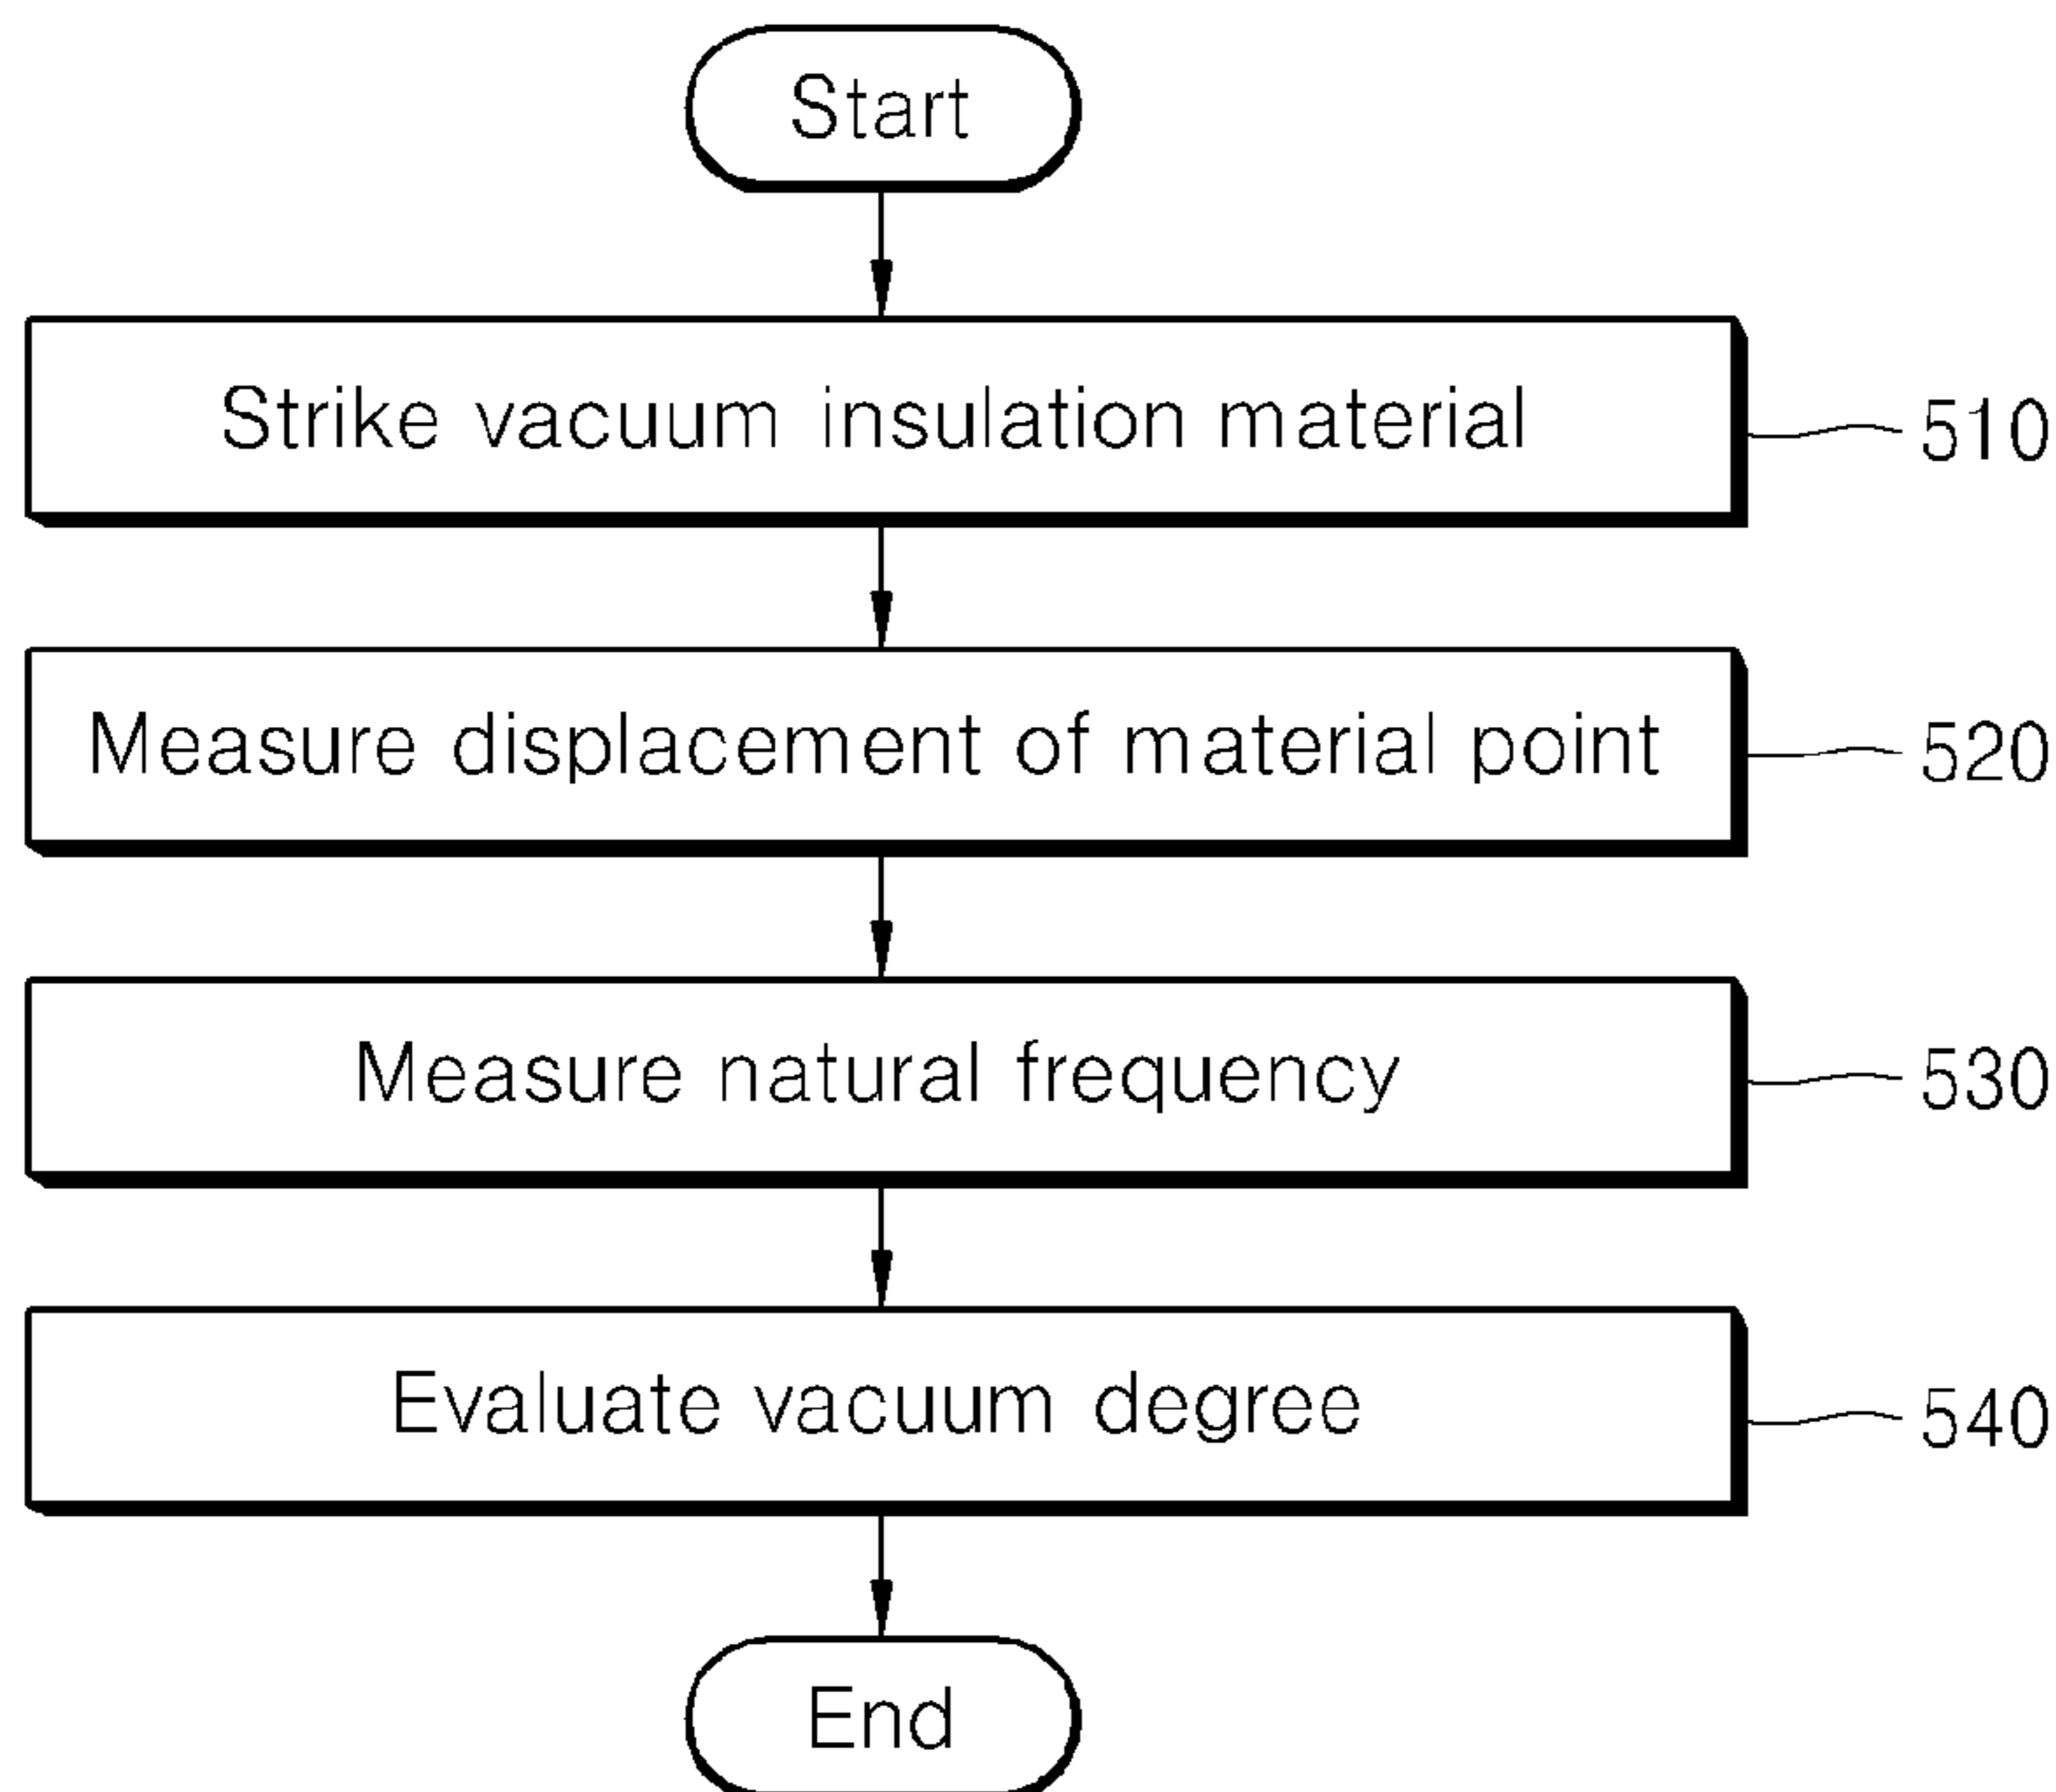 Start
Strike vacuum insulation material
510
Measure displacement of material point
520
Measure natural frequency
530
Evaluate vacuum degree
540
End